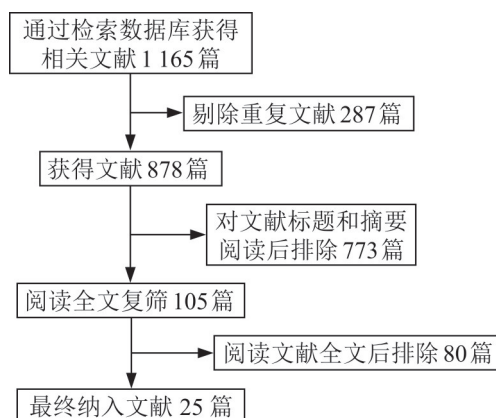 通过检索数据库获得
相关文献 1 165 篇
剔除重复文献 287 篇
获得文献 878 篇
对文献标题和摘要
阅读后排除 773 篇
阅读全文复筛 105 篇
阅读文献全文后排除 80 篇
最终纳入文献 25 篇